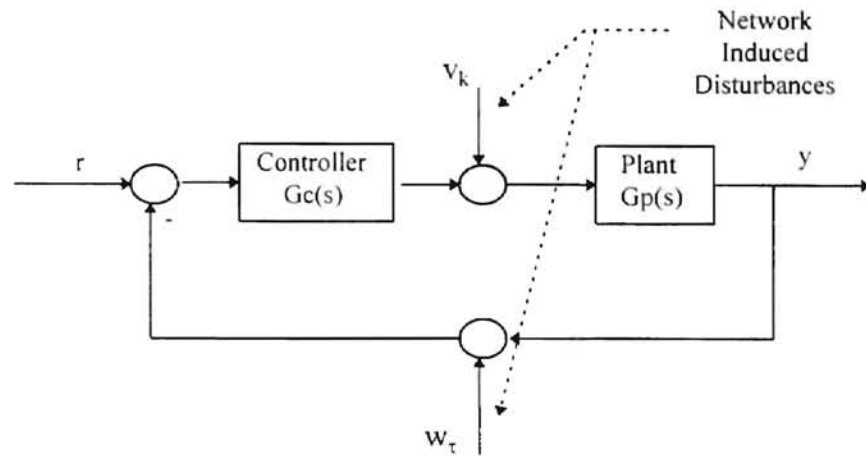 Network
Induced
Disturbances
v_k
r
Controller
Gc(s)
Plant
Gp(s)
y
-
w_τ